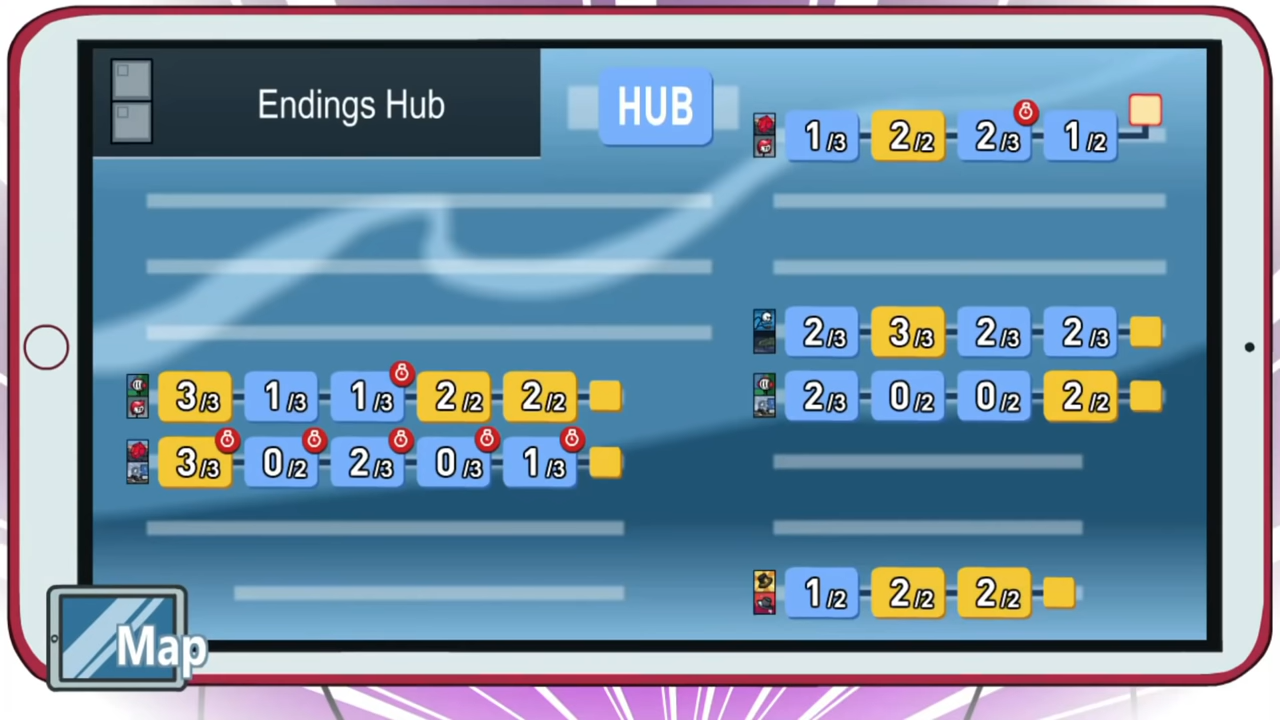 Endings Hub
HUB
1/3 2/2 2/3 1/2
2/3 3/3 2/3 2/3
3/3 1/3 1/3 2/2 2/2
2/3 0/2 0/2 2/2
3/3 0/2 2/3 0/3 1/3
1/2 2/2 2/2
Map